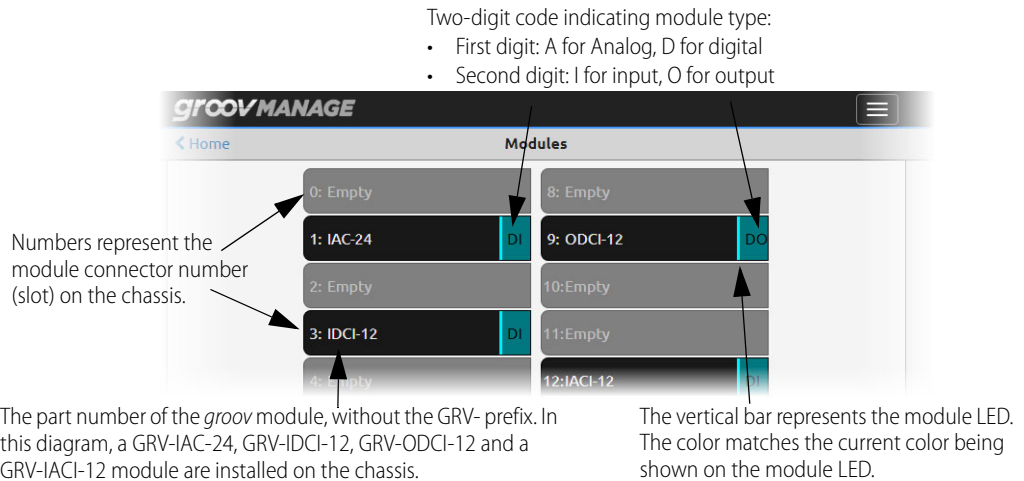 Two-digit code indicating module type:
• First digit: A for Analog, D for digital
• Second digit: I for input, O for output
groov MANAGE
Home
Modules
0: Empty
8: Empty
1: IAC-24 DI
9: ODCI-12 DO
2: Empty
10:Empty
3: IDCI-12 DI
11:Empty
4: Empty
12:IACI-12 DI
Numbers represent the
module connector number
(slot) on the chassis.
The part number of the groov module, without the GRV- prefix. In
this diagram, a GRV-IAC-24, GRV-IDCI-12, GRV-ODCI-12 and a
GRV-IACI-12 module are installed on the chassis.
The vertical bar represents the module LED.
The color matches the current color being
shown on the module LED.